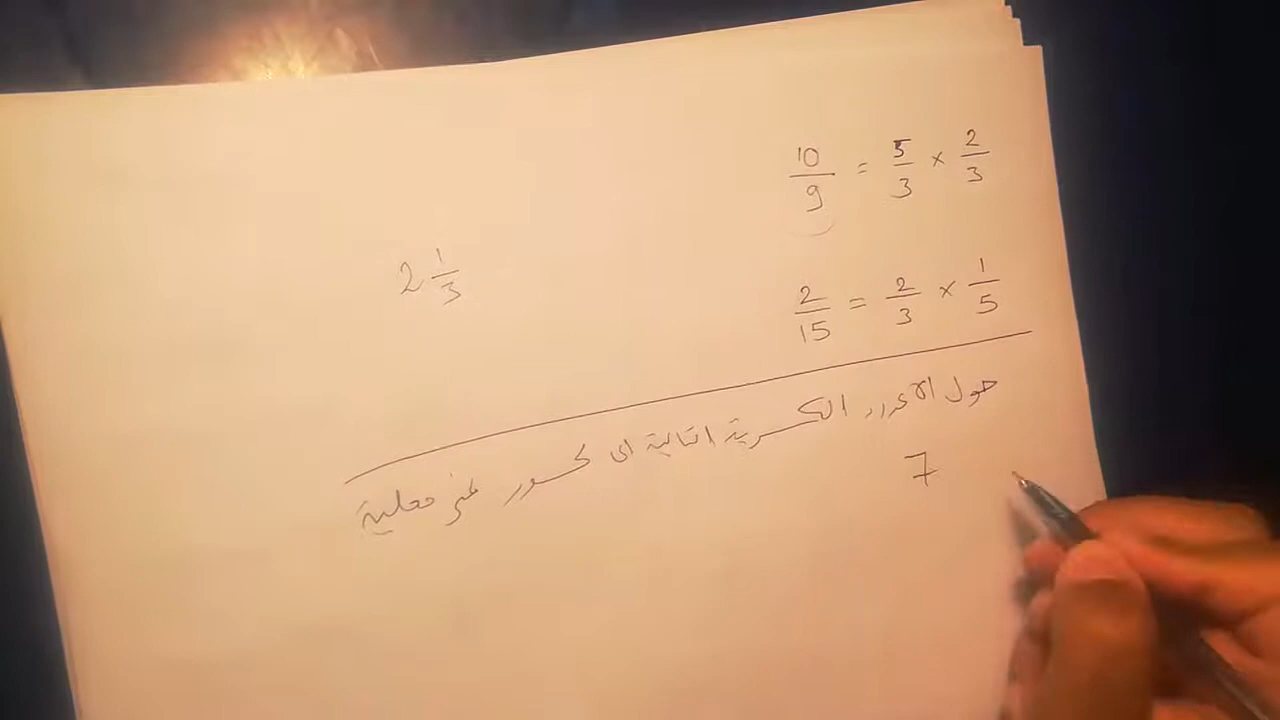 10/9 = 5/3 × 2/3
2 1/3
2/15 = 2/3 × 1/5
حول الاعداد الكسرية التالية الى كسور غير فعلية
7